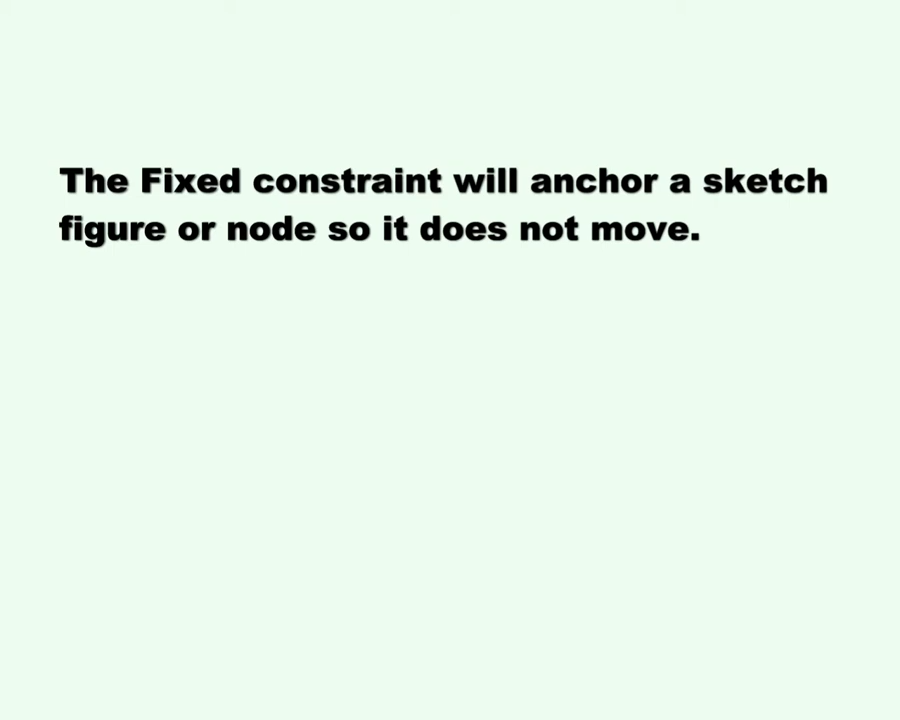 The Fixed constraint will anchor a sketch
figure or node so it does not move.